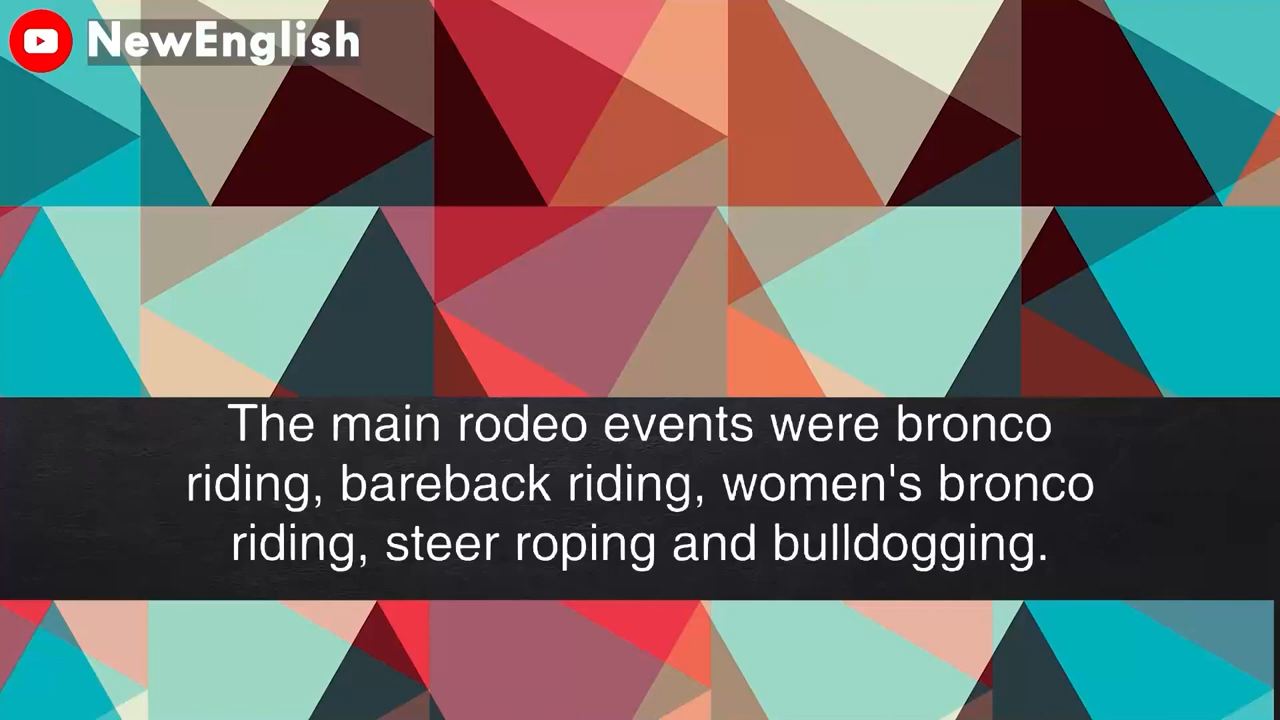 NewEnglish
The main rodeo events were bronco
riding, bareback riding, women's bronco
riding, steer roping and bulldogging.